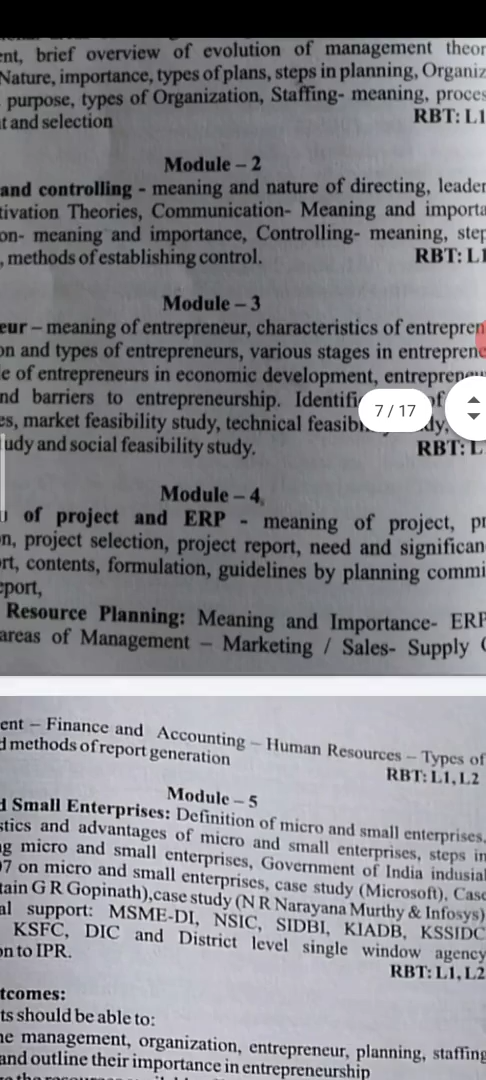 ent, brief overview of evolution of management theor
Nature, importance, types of plans, steps in planning, Organiz
purpose, types of Organization, Staffing- meaning, proces
t and selection RBT: L1
Module – 2
and controlling - meaning and nature of directing, leader
tivation Theories, Communication- Meaning and importa
on- meaning and importance, Controlling- meaning, step
, methods of establishing control. RBT: L1
Module – 3
eur – meaning of entrepreneur, characteristics of entrepren
on and types of entrepreneurs, various stages in entreprene
e of entrepreneurs in economic development, entrepreneu
nd barriers to entrepreneurship. Identifi of
7 / 17
es, market feasibility study, technical feasib dy,
udy and social feasibility study. RBT: L
Module – 4
of project and ERP - meaning of project, pr
n, project selection, project report, need and significan
rt, contents, formulation, guidelines by planning commi
eport,
Resource Planning: Meaning and Importance- ERP
areas of Management – Marketing / Sales- Supply C
ent – Finance and Accounting – Human Resources – Types of
d methods of report generation RBT: L1, L2
Module – 5
d Small Enterprises: Definition of micro and small enterprises,
stics and advantages of micro and small enterprises, steps in
ng micro and small enterprises, Government of India indusial
07 on micro and small enterprises, case study (Microsoft), Case
tain G R Gopinath),case study (N R Narayana Murthy & Infosys)
al support: MSME-DI, NSIC, SIDBI, KIADB, KSSIDC
KSFC, DIC and District level single window agency
on to IPR. RBT: L1, L2
tcomes:
ts should be able to:
ne management, organization, entrepreneur, planning, staffing
and outline their importance in entrepreneurship